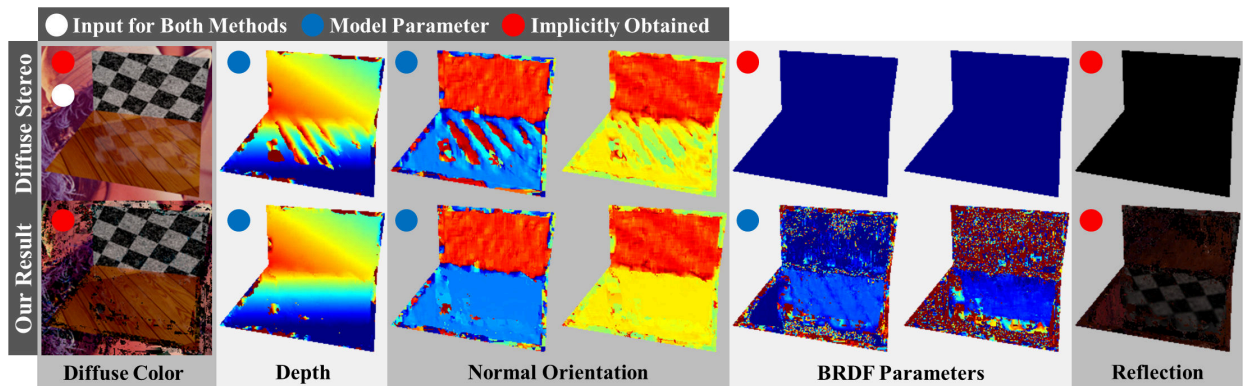 Input for Both Methods Model Parameter Implicitly Obtained
Diffuse Stereo
Our Result
Diffuse Color Depth Normal Orientation BRDF Parameters Reflection